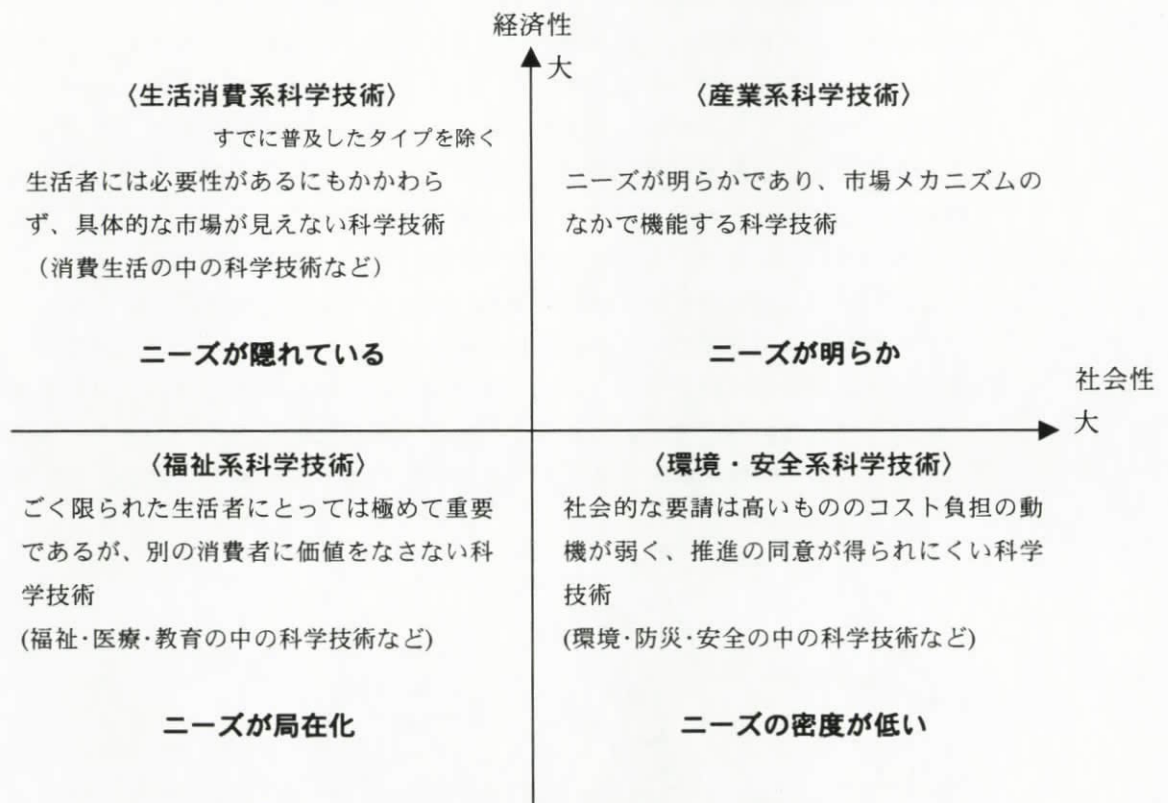 経済性
大
〈生活消費系科学技術〉
すでに普及したタイプを除く
生活者には必要性があるにもかかわら
ず、具体的な市場が見えない科学技術
（消費生活の中の科学技術など）
ニーズが隠れている
〈産業系科学技術〉
ニーズが明らかであり、市場メカニズムの
なかで機能する科学技術
ニーズが明らか
社会性
大
〈福祉系科学技術〉
ごく限られた生活者にとっては極めて重要
であるが、別の消費者に価値をなさない科
学技術
(福祉･医療･教育の中の科学技術など)
ニーズが局在化
〈環境・安全系科学技術〉
社会的な要請は高いもののコスト負担の動
機が弱く、推進の同意が得られにくい科学
技術
(環境･防災･安全の中の科学技術など)
ニーズの密度が低い